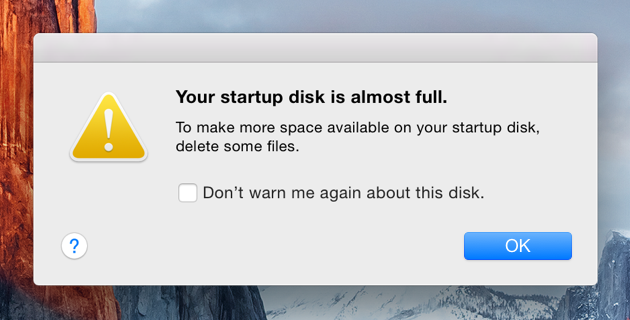 Your startup disk is almost full.
To make more space available on your startup disk,
delete some files.
Don’t warn me again about this disk.
?
OK